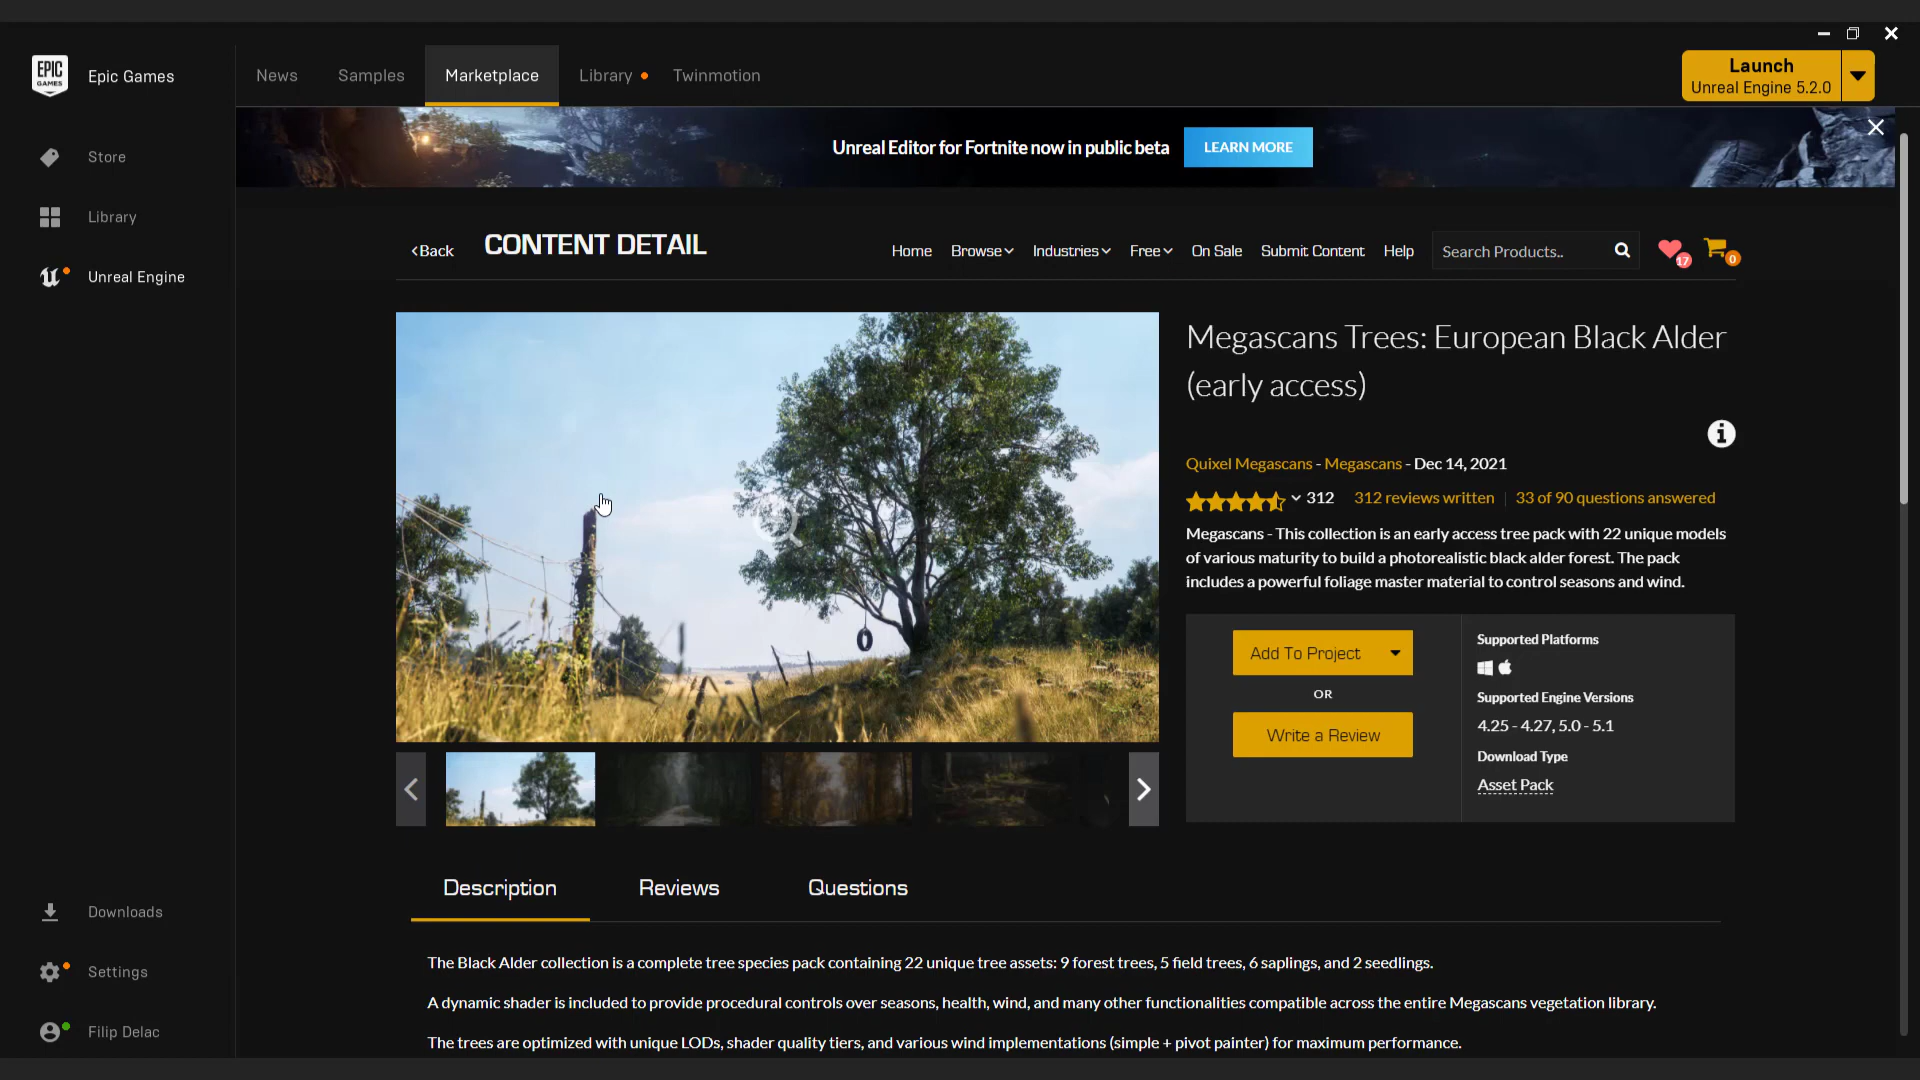 EPIC
GAMES
Epic Games
News
Samples
Marketplace
Library
Twinmotion
Launch
Unreal Engine 5.2.0
Store
Library
Unreal Engine
Unreal Editor for Fortnite now in public beta
LEARN MORE
Back
CONTENT DETAIL
Home
Browse
Industries
Free
On Sale
Submit Content
Help
Search Products..
17
0
Megascans Trees: European Black Alder
(early access)
Quixel Megascans - Megascans - Dec 14, 2021
312
312 reviews written
33 of 90 questions answered
Megascans - This collection is an early access tree pack with 22 unique models
of various maturity to build a photorealistic black alder forest. The pack
includes a powerful foliage master material to control seasons and wind.
Add To Project
OR
Write a Review
Supported Platforms
Supported Engine Versions
4.25 - 4.27, 5.0 - 5.1
Download Type
Asset Pack
Description
Reviews
Questions
The Black Alder collection is a complete tree species pack containing 22 unique tree assets: 9 forest trees, 5 field trees, 6 saplings, and 2 seedlings.
A dynamic shader is included to provide procedural controls over seasons, health, wind, and many other functionalities compatible across the entire Megascans vegetation library.
The trees are optimized with unique LODs, shader quality tiers, and various wind implementations (simple + pivot painter) for maximum performance.
Downloads
Settings
Filip Delac